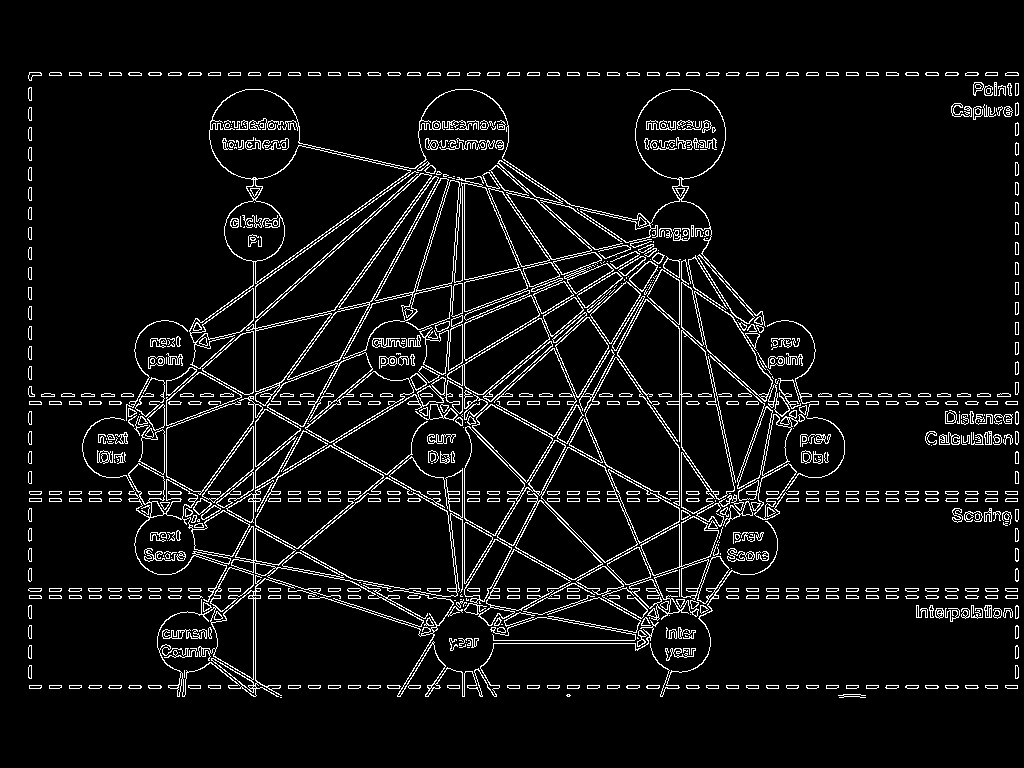 Point
Capture
mousedown,
touchend
mousemove,
touchmove
mouseup,
touchstart
clicked
Pt
dragging
next
point
current
point
prev
point
Distance
Calculation
next
Dist
curr
Dist
prev
Dist
Scoring
next
Score
prev
Score
Interpolation
current
Country
year
inter
year